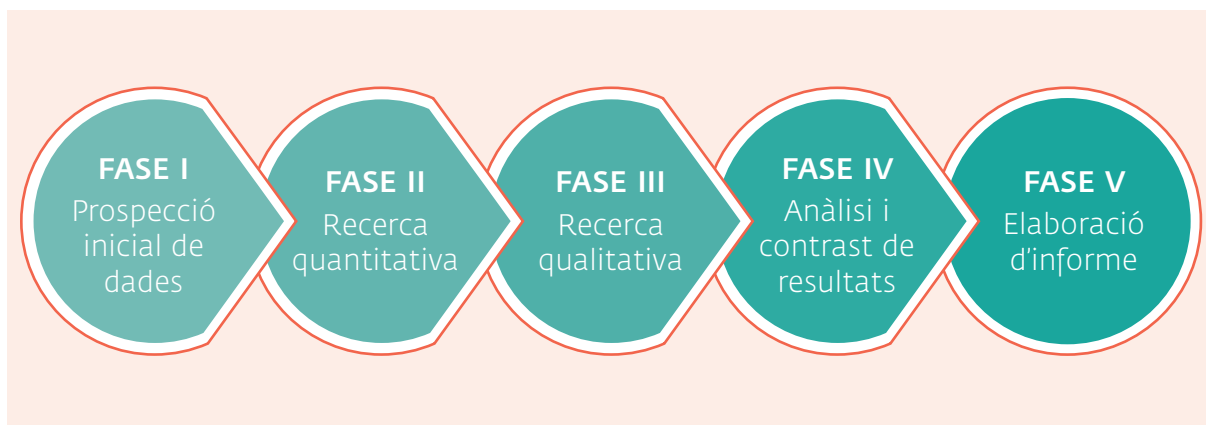 FASE I
Prospecció
inicial de
dades
FASE II
Recerca
quantitativa
FASE III
Recerca
qualitativa
FASE IV
Anàlisi i
contrast de
resultats
FASE V
Elaboració
d'informe